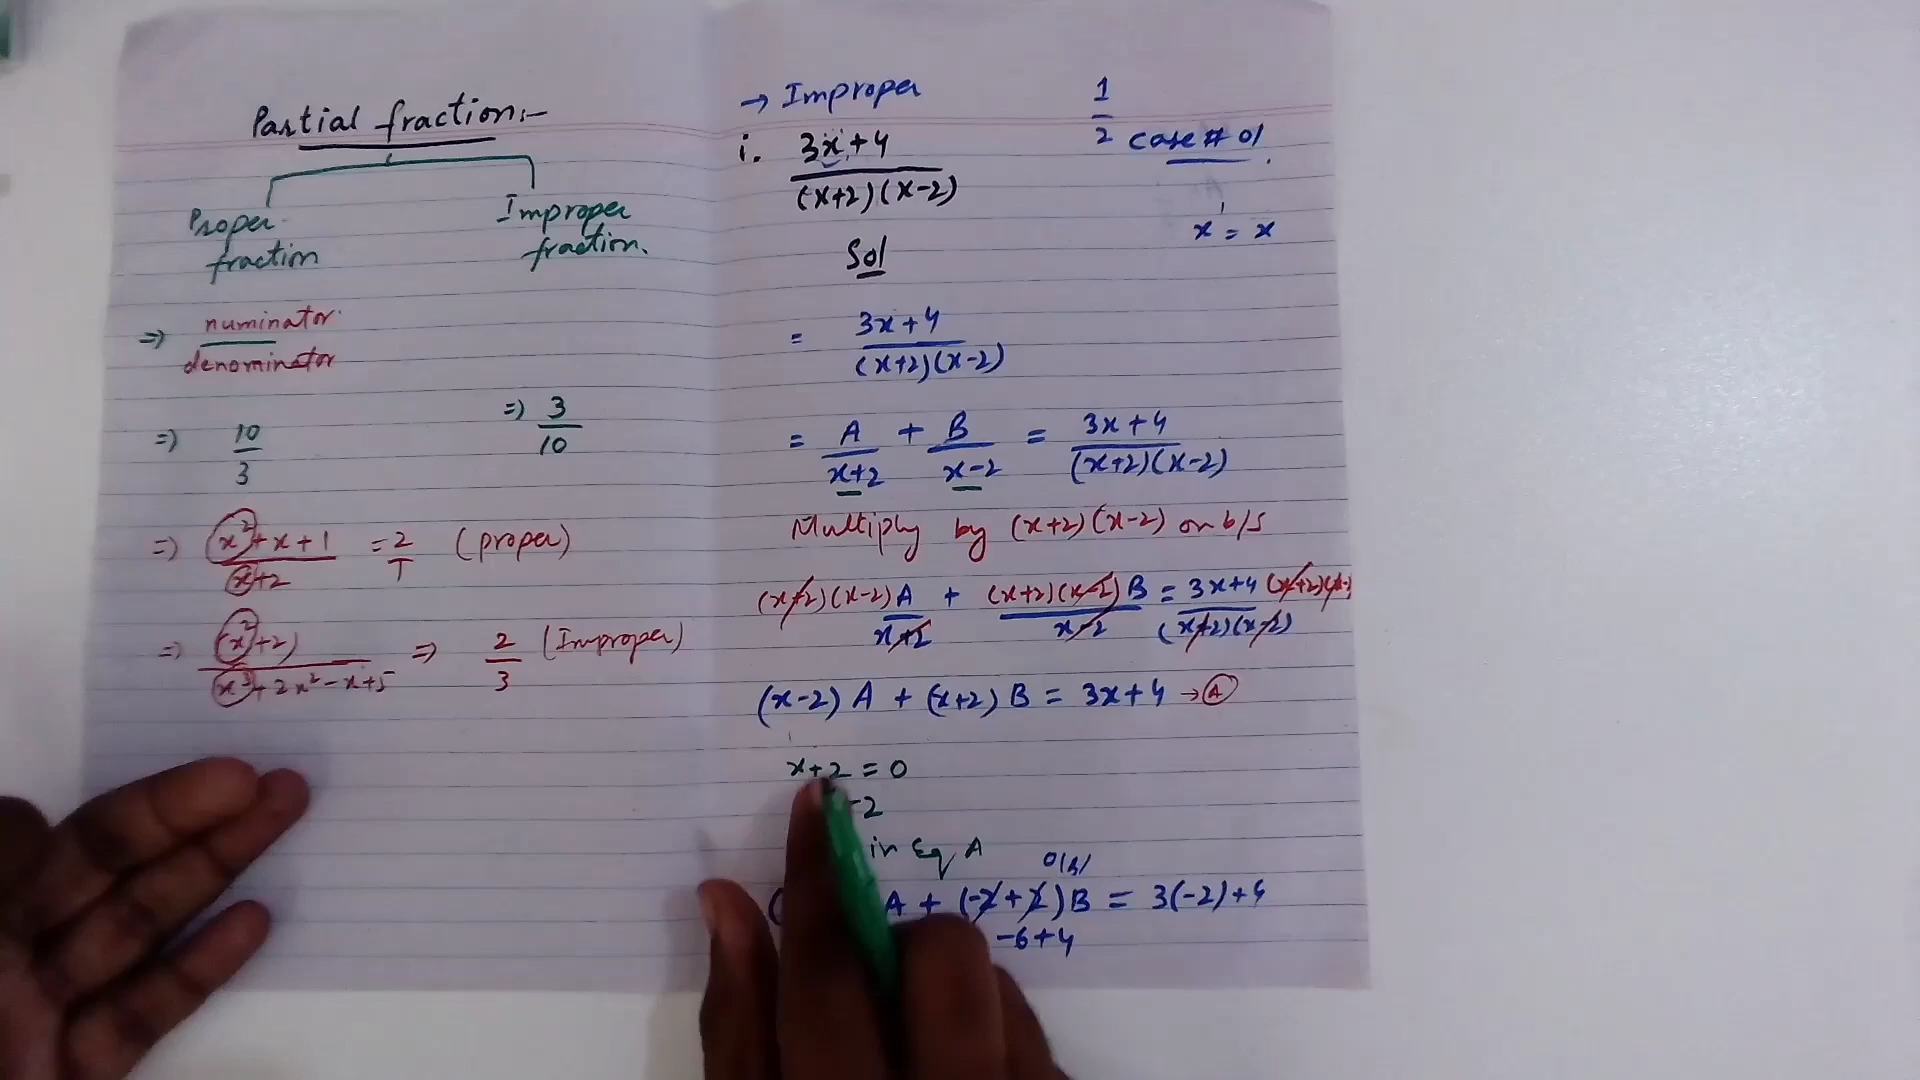 Partial fraction:-
Proper fraction
Improper fraction.
=> numinator
denominator
=> 10/3
=> 3/10
=> x²+x+1 / x+2 = 2/1 (proper)
=> (x²+2) / x³+2x²-x+5 => 2/3 (Improper)
→ Improper
1/2
case # 01.
i. 3x+4 / (x+2)(x-2)
x = x
Sol
= 3x+4 / (x+2)(x-2)
= A/x+2 + B/x-2 = 3x+4 / (x+2)(x-2)
Multiply by (x+2)(x-2) on b/s
(x+2)(x-2)A / x+2 + (x+2)(x-2)B / x-2 = 3x+4 (x+2)(x-2) / (x+2)(x-2)
(x-2) A + (x+2) B = 3x+4 → A
x+2 = 0
-2
in Eq A
A + (-2+2)B = 3(-2)+4
-6+4